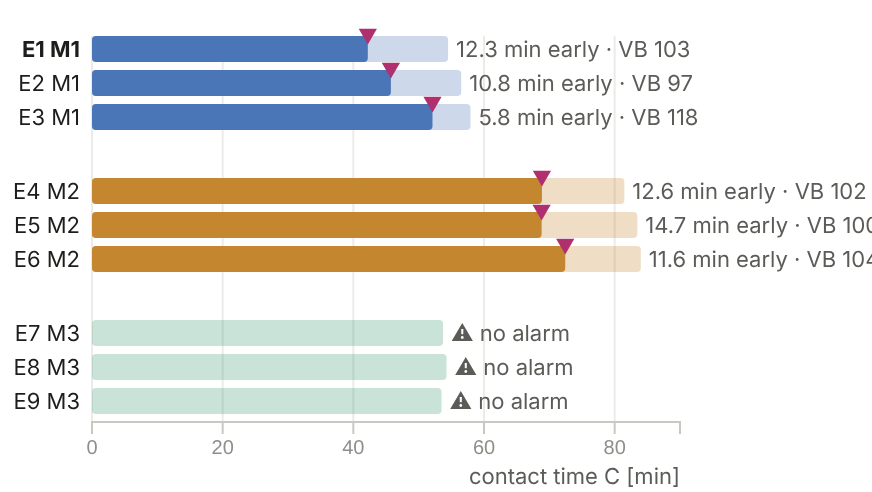 E1 M1 12.3 min early · VB 103
E2 M1 10.8 min early · VB 97
E3 M1 5.8 min early · VB 118
E4 M2 12.6 min early · VB 102
E5 M2 14.7 min early · VB 100
E6 M2 11.6 min early · VB 104
E7 M3 no alarm
E8 M3 no alarm
E9 M3 no alarm
0 20 40 60 80
contact time C [min]